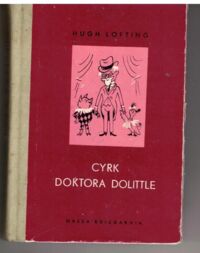 HUGH LOFTING
CYRK
DOKTORA DOLITTLE
NASZA KSIĘGARNIA